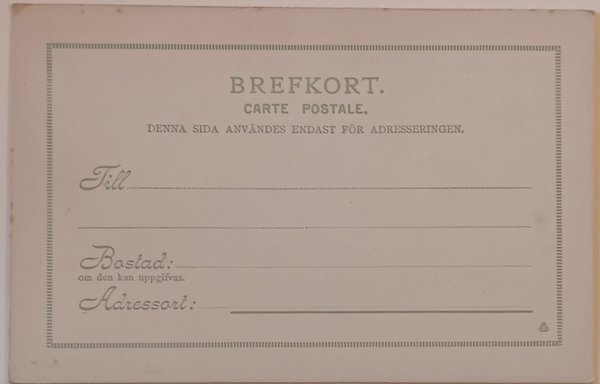 BREFKORT.
CARTE POSTALE.
DENNA SIDA ANVÄNDES ENDAST FÖR ADRESSERINGEN.
Till
Bostad:
om den kan uppgifvas.
Adressort: